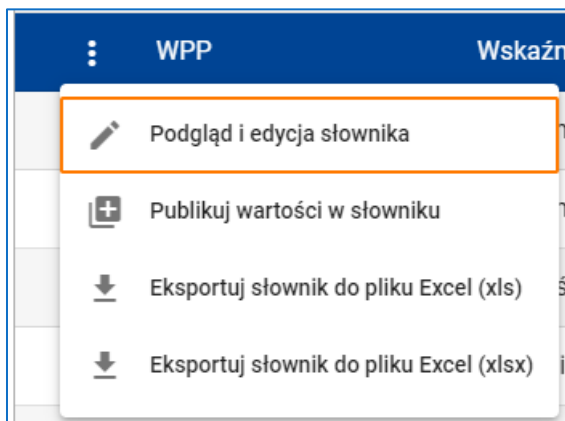 WPP Wskaźn
Podgląd i edycja słownika
Publikuj wartości w słowniku
Eksportuj słownik do pliku Excel (xls)
Eksportuj słownik do pliku Excel (xlsx)